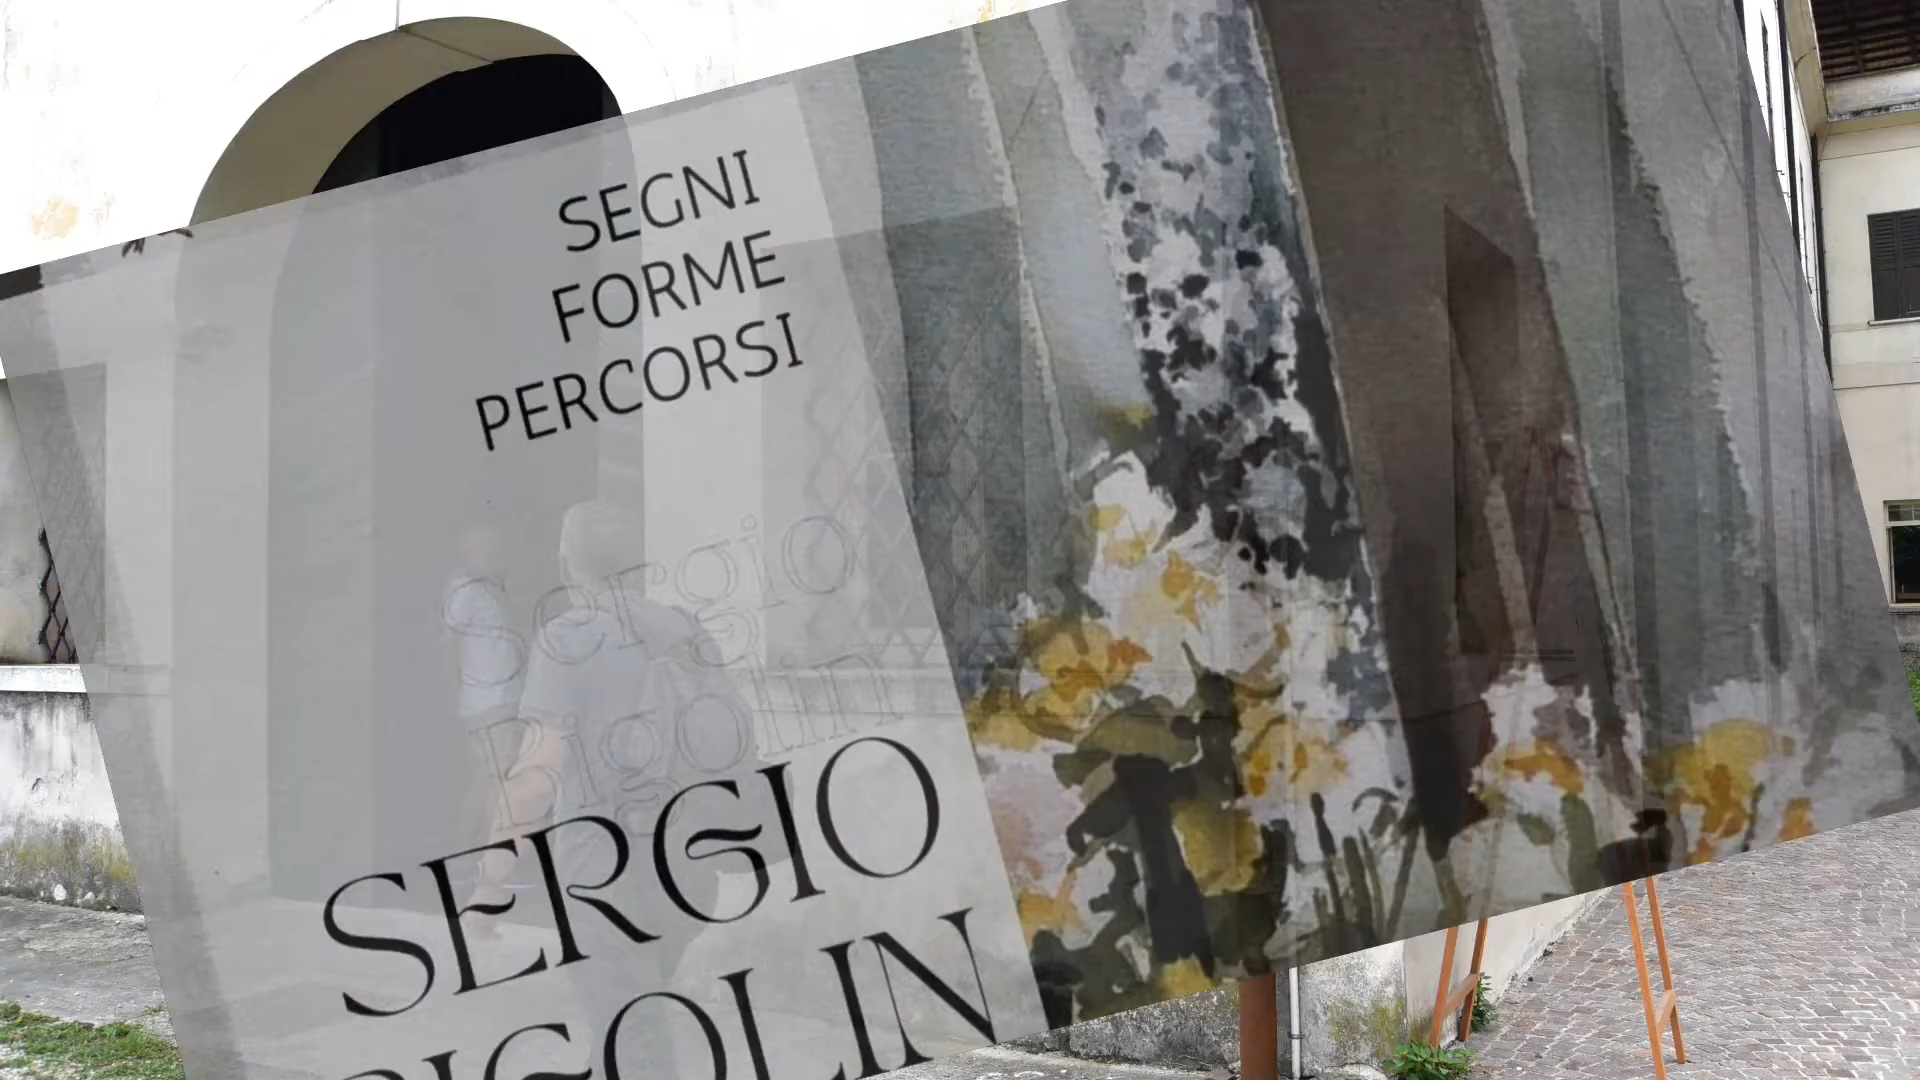 SEGNI
FORME
PERCORSI
Sergio
Bigolin
SERGIO
BIGOLIN